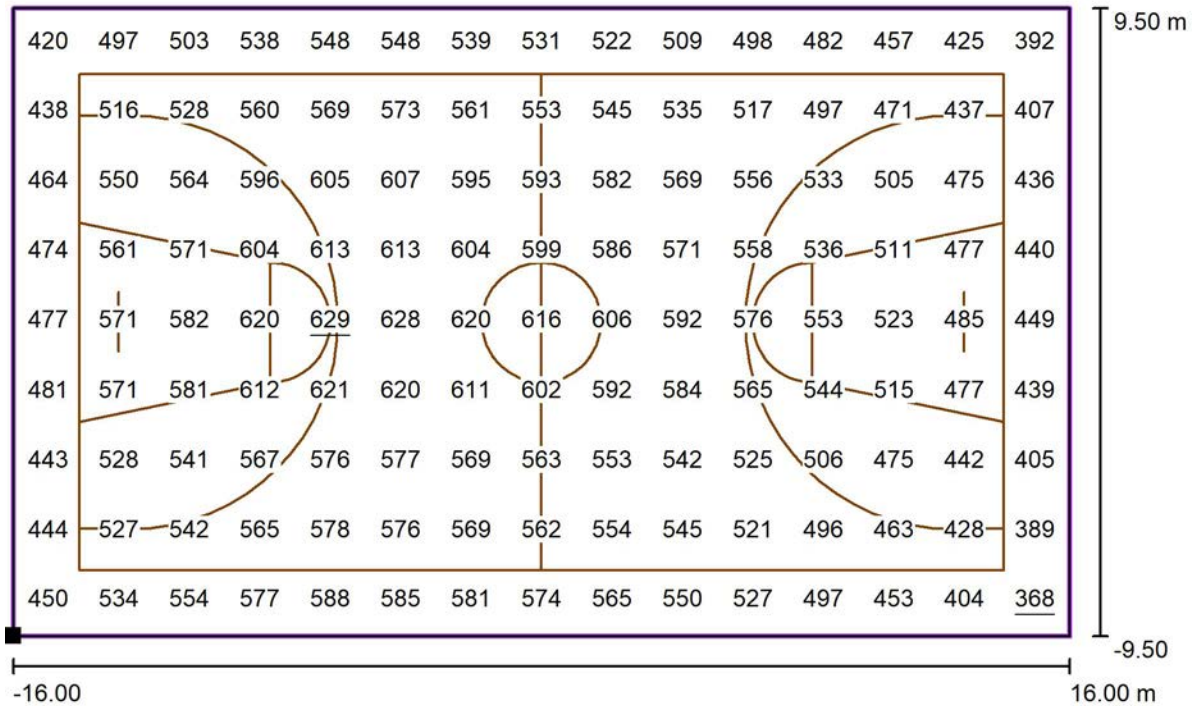 9.50 m
420 497 503 538 548 548 539 531 522 509 498 482 457 425 392
438 516 528 560 569 573 561 553 545 535 517 497 471 437 407
464 550 564 596 605 607 595 593 582 569 556 533 505 475 436
474 561 571 604 613 613 604 599 586 571 558 536 511 477 440
477 571 582 620 629 628 620 616 606 592 576 553 523 485 449
481 571 581 612 621 620 611 602 592 584 565 544 515 477 439
443 528 541 567 576 577 569 563 553 542 525 506 475 442 405
444 527 542 565 578 576 569 562 554 545 521 496 463 428 389
450 534 554 577 588 585 581 574 565 550 527 497 453 404 368
-9.50
-16.00 16.00 m